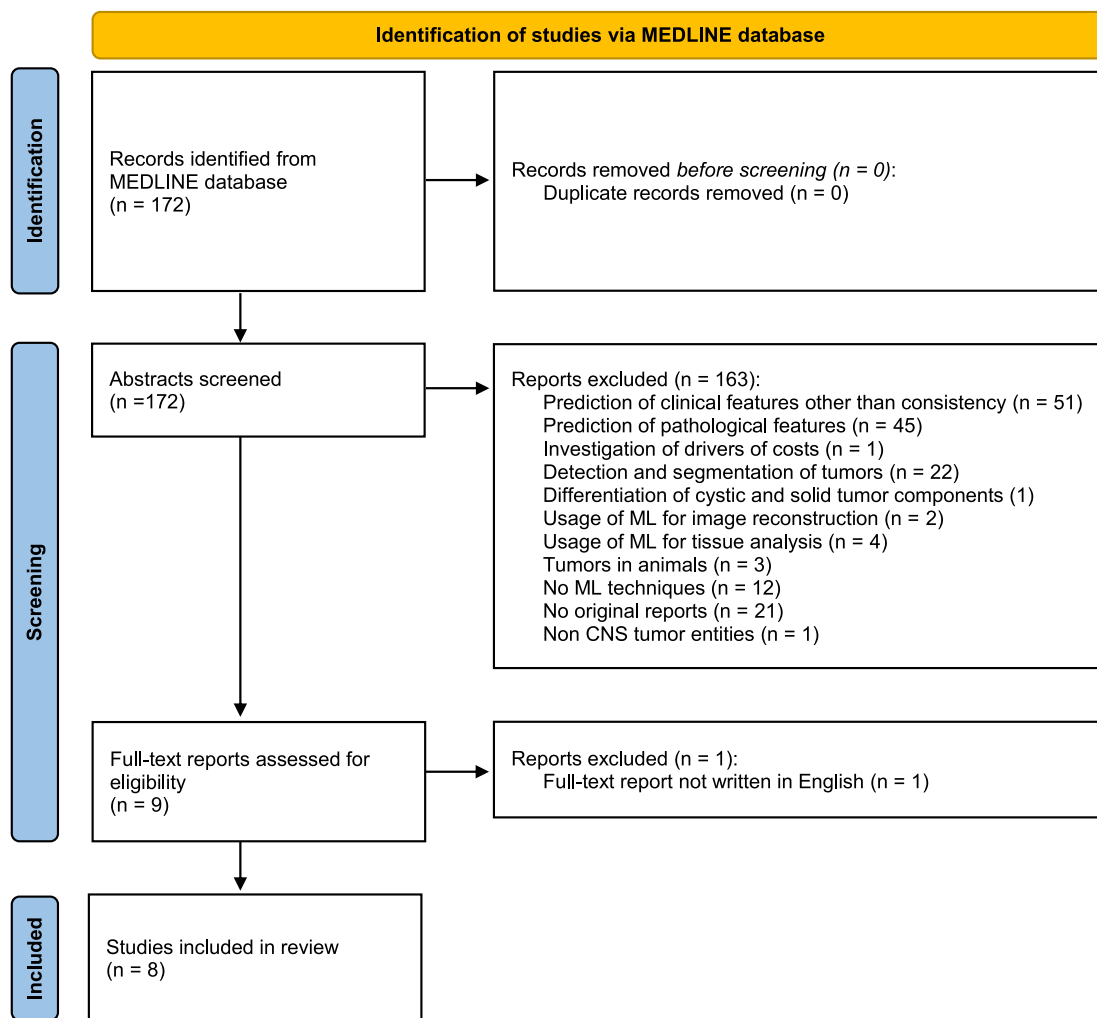 Identification of studies via MEDLINE database
Identification
Records identified from
MEDLINE database
(n = 172)
Records removed before screening (n = 0):
Duplicate records removed (n = 0)
Screening
Abstracts screened
(n =172)
Reports excluded (n = 163):
Prediction of clinical features other than consistency (n = 51)
Prediction of pathological features (n = 45)
Investigation of drivers of costs (n = 1)
Detection and segmentation of tumors (n = 22)
Differentiation of cystic and solid tumor components (1)
Usage of ML for image reconstruction (n = 2)
Usage of ML for tissue analysis (n = 4)
Tumors in animals (n = 3)
No ML techniques (n = 12)
No original reports (n = 21)
Non CNS tumor entities (n = 1)
Full-text reports assessed for
eligibility
(n = 9)
Reports excluded (n = 1):
Full-text report not written in English (n = 1)
Included
Studies included in review
(n = 8)